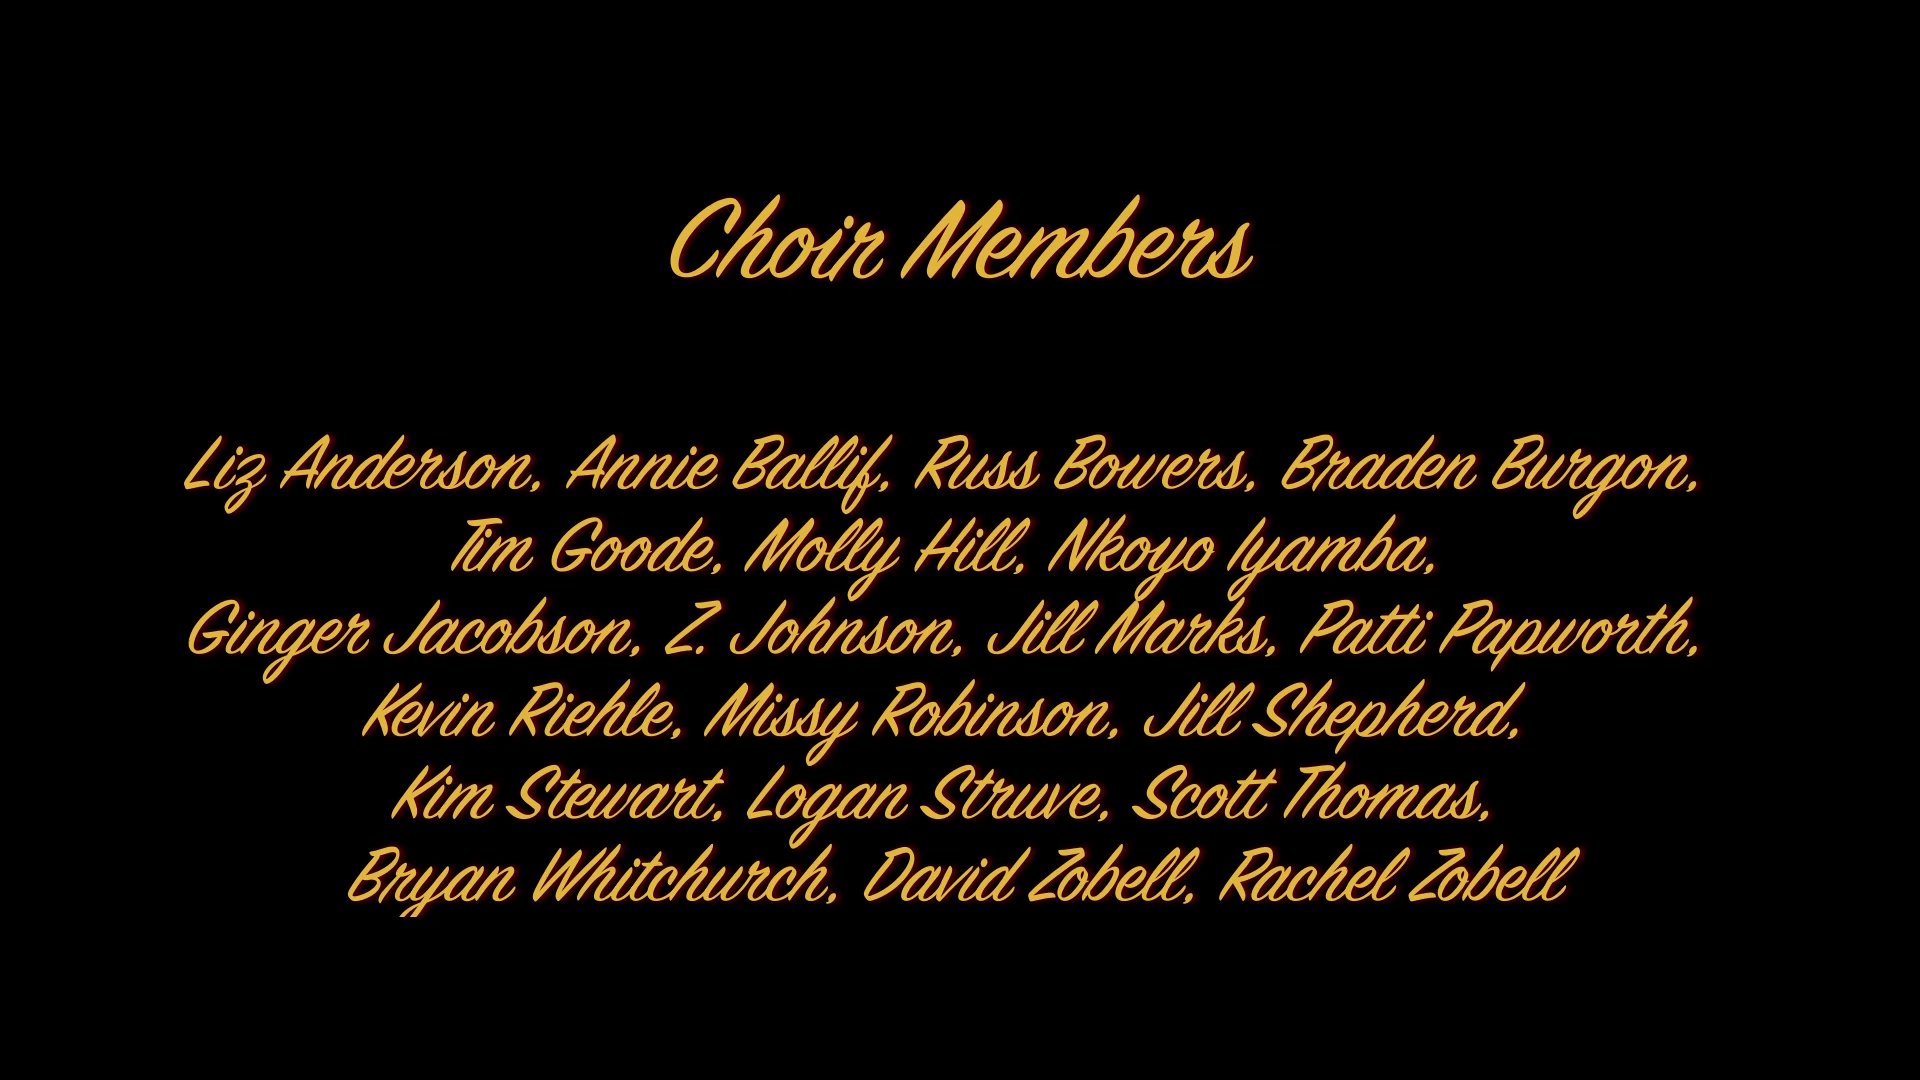 Choir Members
Liz Anderson, Annie Ballif, Russ Bowers, Braden Burgon,
Tim Goode, Molly Hill, Nkoyo Iyamba,
Ginger Jacobson, Z. Johnson, Jill Marks, Patti Papworth,
Kevin Riehle, Missy Robinson, Jill Shepherd,
Kim Stewart, Logan Struve, Scott Thomas,
Bryan Whitchurch, David Zobell, Rachel Zobell